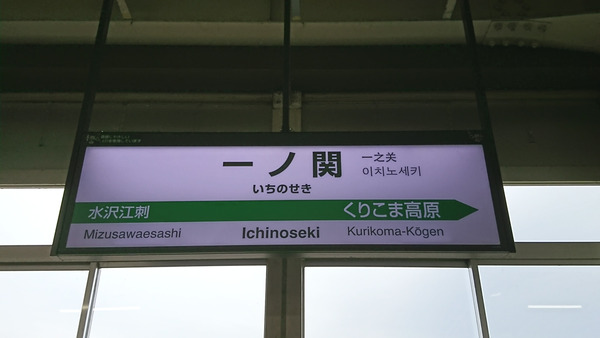 一ノ関
一之关
이치노세키
いちのせき
水沢江刺
くりこま高原
Mizusawaesashi
Ichinoseki
Kurikoma-Kōgen